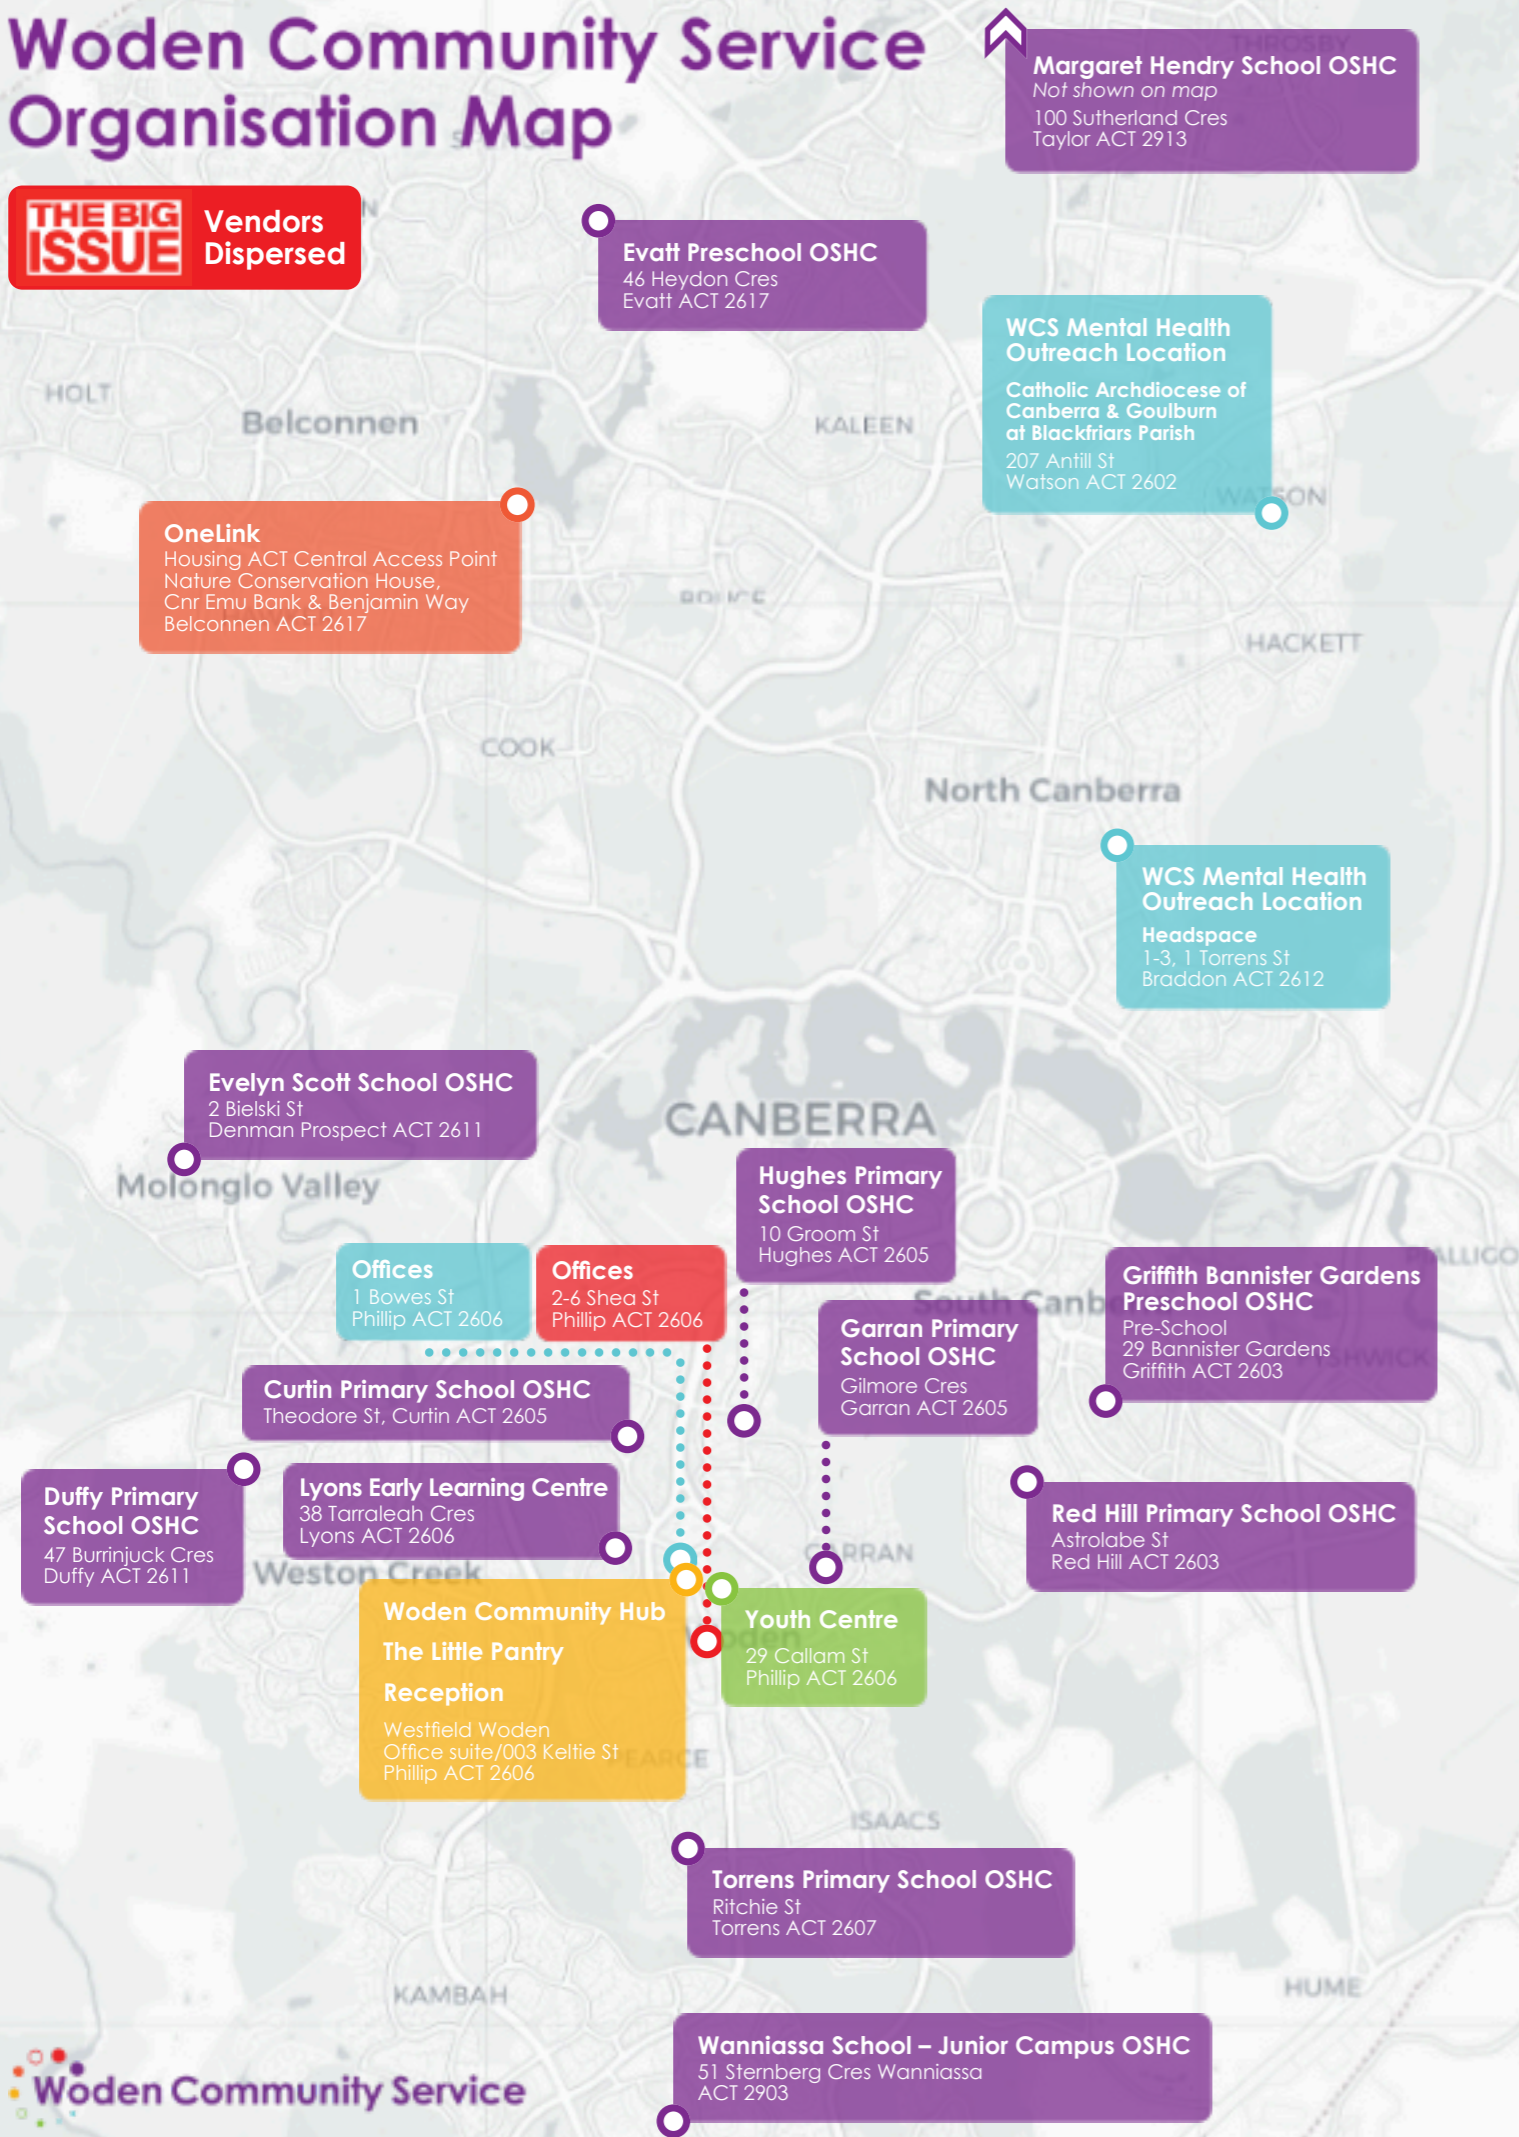 Woden Community Service
Organisation Map
THE BIG
ISSUE
Vendors
Dispersed
THROSBY
Margaret Hendry School OSHC
Not shown on map
100 Sutherland Cres
Taylor ACT 2913
Evatt Preschool OSHC
46 Heydon Cres
Evatt ACT 2617
WCS Mental Health
Outreach Location
Catholic Archdiocese of
Canberra & Goulburn
at Blackfriars Parish
207 Antill St
Watson ACT 2602
WATSON
HOLT
Belconnen
KALEEN
OneLink
Housing ACT Central Access Point
Nature Conservation House,
Cnr Emu Bank & Benjamin Way
Belconnen ACT 2617
BRUCE
HACKETT
COOK
North Canberra
WCS Mental Health
Outreach Location
Headspace
1-3, 1 Torrens St
Braddon ACT 2612
Evelyn Scott School OSHC
2 Bielski St
Denman Prospect ACT 2611
Molonglo Valley
CANBERRA
Hughes Primary
School OSHC
10 Groom St
Hughes ACT 2605
Offices
1 Bowes St
Phillip ACT 2606
Offices
2-6 Shea St
Phillip ACT 2606
South Canb
Garran Primary
School OSHC
Gilmore Cres
Garran ACT 2605
ALLIGO
Griffith Bannister Gardens
Preschool OSHC
Pre-School
29 Bannister Gardens
Griffith ACT 2603
FYSHWICK
Curtin Primary School OSHC
Theodore St, Curtin ACT 2605
Duffy Primary
School OSHC
47 Burrinjuck Cres
Duffy ACT 2611
Lyons Early Learning Centre
38 Tarraleah Cres
Lyons ACT 2606
Weston Creek
GARRAN
Red Hill Primary School OSHC
Astrolabe St
Red Hill ACT 2603
Woden Community Hub
The Little Pantry
Reception
Westfield Woden
Office suite/003 Keltie St
Phillip ACT 2606
Woden
Youth Centre
29 Callam St
Phillip ACT 2606
PEARCE
ISAACS
Torrens Primary School OSHC
Ritchie St
Torrens ACT 2607
KAMBAH
HUME
Wanniassa School – Junior Campus OSHC
51 Sternberg Cres Wanniassa
ACT 2903
Woden Community Service